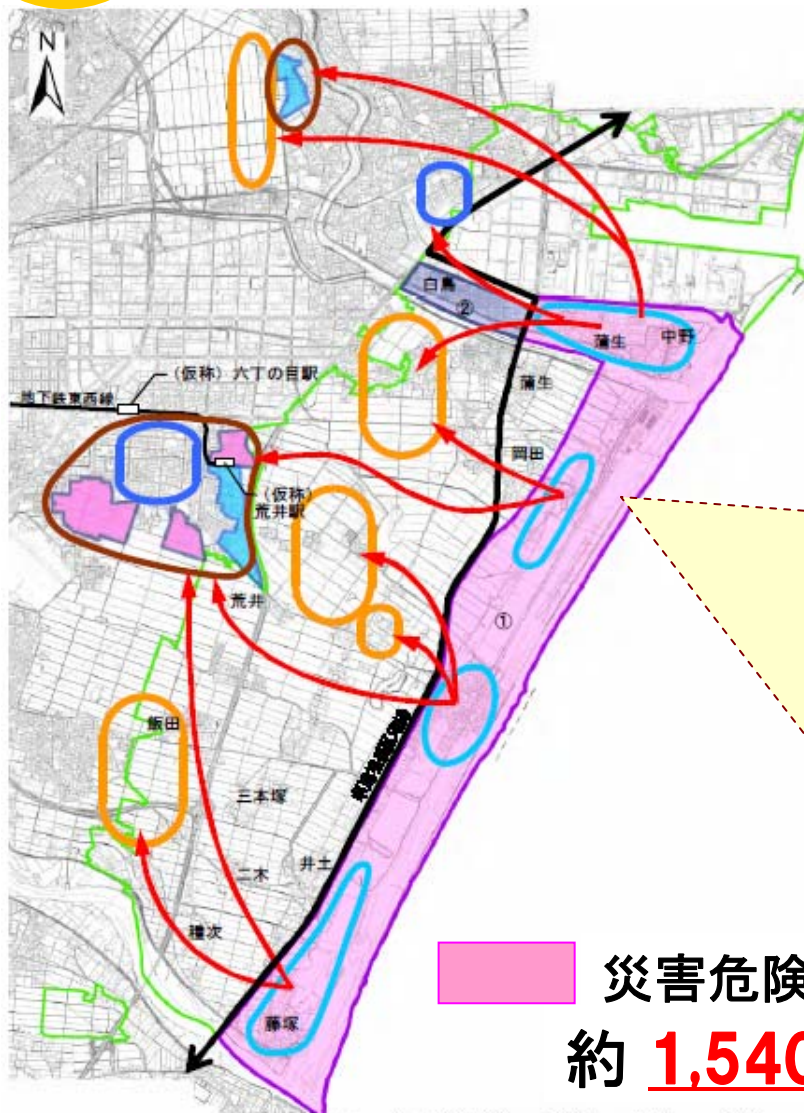 N
白鳥
②
蒲生
中野
(仮称) 六丁の目駅
蒲生
地下鉄東西線
岡田
(仮称)
荒井駅
荒井
①
飯田
三本塚
二木
井土
種次
藤塚
災害危険
約 1,540